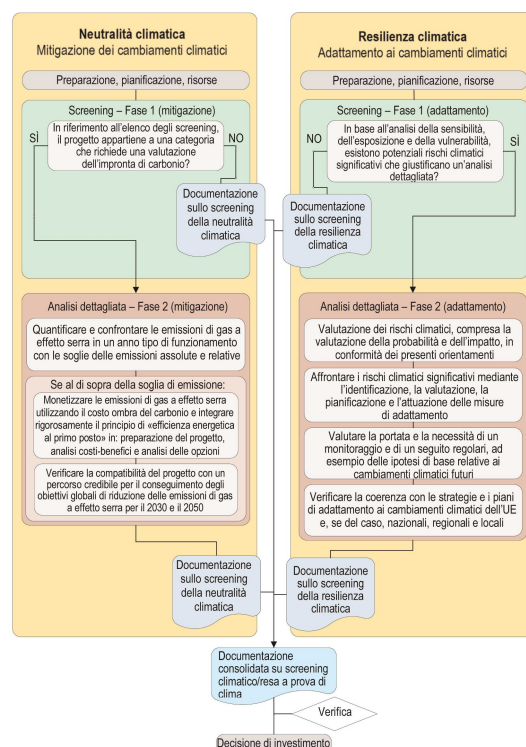 Neutralità climatica
Mitigazione dei cambiamenti climatici
Preparazione, pianificazione, risorse
Screening – Fase 1 (mitigazione)
SÌ
In riferimento all'elenco degli screening,
il progetto appartiene a una categoria
che richiede una valutazione
dell'impronta di carbonio?
NO
Documentazione
sullo screening
della neutralità
climatica
Analisi dettagliata – Fase 2 (mitigazione)
Quantificare e confrontare le emissioni di gas a
effetto serra in un anno tipo di funzionamento
con le soglie delle emissioni assolute e relative
Se al di sopra della soglia di emissione:
Monetizzare le emissioni di gas a effetto serra
utilizzando il costo ombra del carbonio e integrare
rigorosamente il principio di «efficienza energetica
al primo posto» in: preparazione del progetto,
analisi costi-benefici e analisi delle opzioni
Verificare la compatibilità del progetto con un
percorso credibile per il conseguimento degli
obiettivi globali di riduzione delle emissioni di gas
a effetto serra per il 2030 e il 2050
Documentazione
sullo screening
della neutralità
climatica
Resilienza climatica
Adattamento ai cambiamenti climatici
Preparazione, pianificazione, risorse
Screening – Fase 1 (adattamento)
NO
In base all'analisi della sensibilità,
dell'esposizione e della vulnerabilità,
esistono potenziali rischi climatici
significativi che giustificano un'analisi
dettagliata?
SÌ
Documentazione
sullo screening
della resilienza
climatica
Analisi dettagliata – Fase 2 (adattamento)
Valutazione dei rischi climatici, compresa la
valutazione della probabilità e dell'impatto, in
conformità dei presenti orientamenti
Affrontare i rischi climatici significativi mediante
l'identificazione, la valutazione, la
pianificazione e l'attuazione delle misure
di adattamento
Valutare la portata e la necessità di un
monitoraggio e di un seguito regolari, ad
esempio delle ipotesi di base relative ai
cambiamenti climatici futuri
Verificare la coerenza con le strategie e i piani
di adattamento ai cambiamenti climatici dell'UE
e, se del caso, nazionali, regionali e locali
Documentazione
sullo screening
della resilienza
climatica
Documentazione
consolidata su screening
climatico/resa a prova di
clima
Verifica
Decisione di investimento